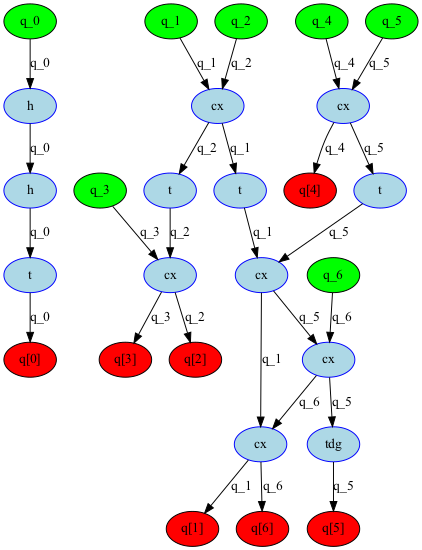 q_0
q_1
q_2
q_4
q_5
q_0
q_1
q_2
q_4
q_5
h
cx
cx
q_0
q_2
q_1
q_4
q_5
h
q_3
t
t
q[4]
t
q_0
q_3
q_2
q_1
q_5
t
cx
cx
q_6
q_0
q_3
q_2
q_5
q_6
q[0]
q[3]
q[2]
q_1
cx
q_6
q_5
cx
tdg
q_1
q_6
q_5
q[1]
q[6]
q[5]